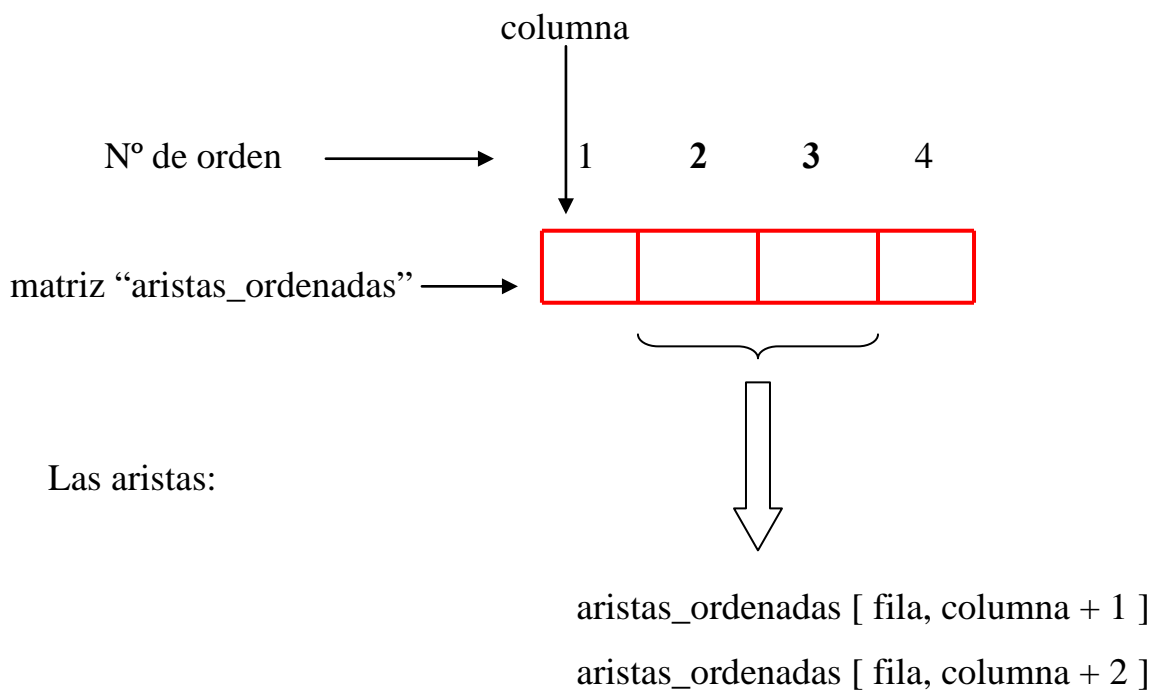 columna
Nº de orden 1 2 3 4
matriz “aristas_ordenadas”
Las aristas:
aristas_ordenadas [ fila, columna + 1 ]
aristas_ordenadas [ fila, columna + 2 ]